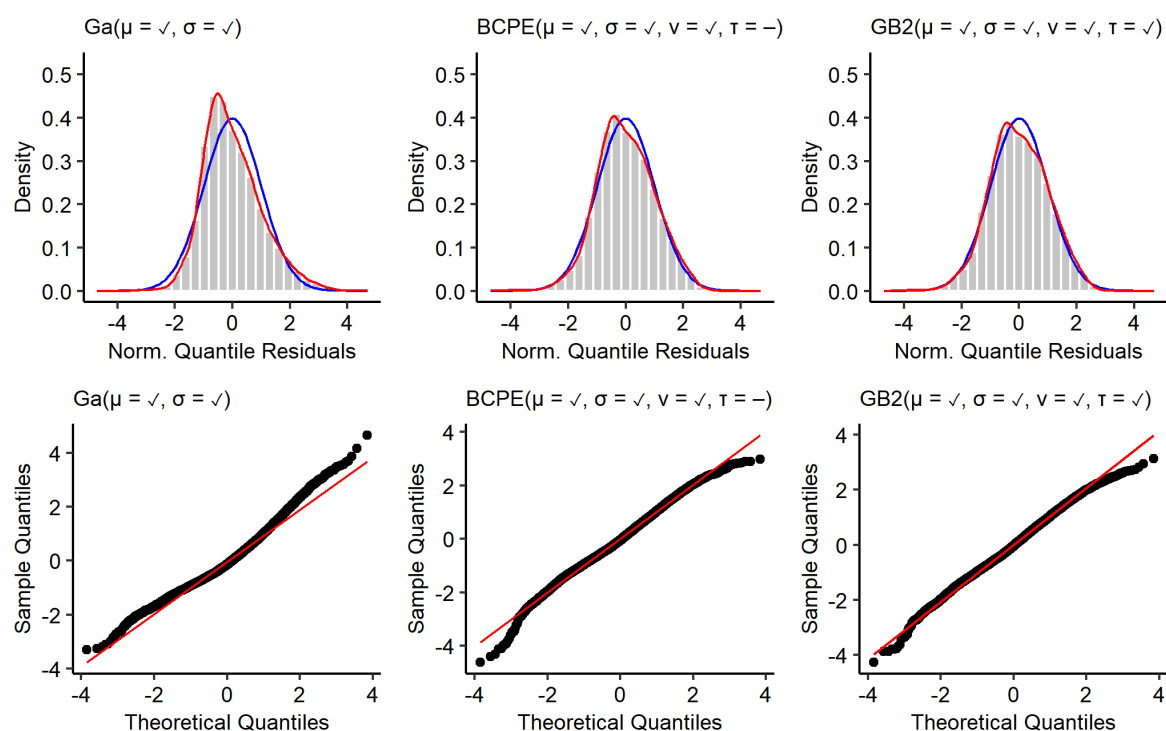 Ga(μ = ✓, σ = ✓)
BCPE(μ = ✓, σ = ✓, ν = ✓, τ = –)
GB2(μ = ✓, σ = ✓, ν = ✓, τ = ✓)
0.5
0.4
0.3
0.2
0.1
0.0
Density
-4 -2 0 2 4
Norm. Quantile Residuals
0.5
0.4
0.3
0.2
0.1
0.0
Density
-4 -2 0 2 4
Norm. Quantile Residuals
0.5
0.4
0.3
0.2
0.1
0.0
Density
-4 -2 0 2 4
Norm. Quantile Residuals
Ga(μ = ✓, σ = ✓)
BCPE(μ = ✓, σ = ✓, ν = ✓, τ = –)
GB2(μ = ✓, σ = ✓, ν = ✓, τ = ✓)
4
2
0
-2
-4
Sample Quantiles
-4 -2 0 2 4
Theoretical Quantiles
4
2
0
-2
-4
Sample Quantiles
-4 -2 0 2 4
Theoretical Quantiles
4
2
0
-2
-4
Sample Quantiles
-4 -2 0 2 4
Theoretical Quantiles